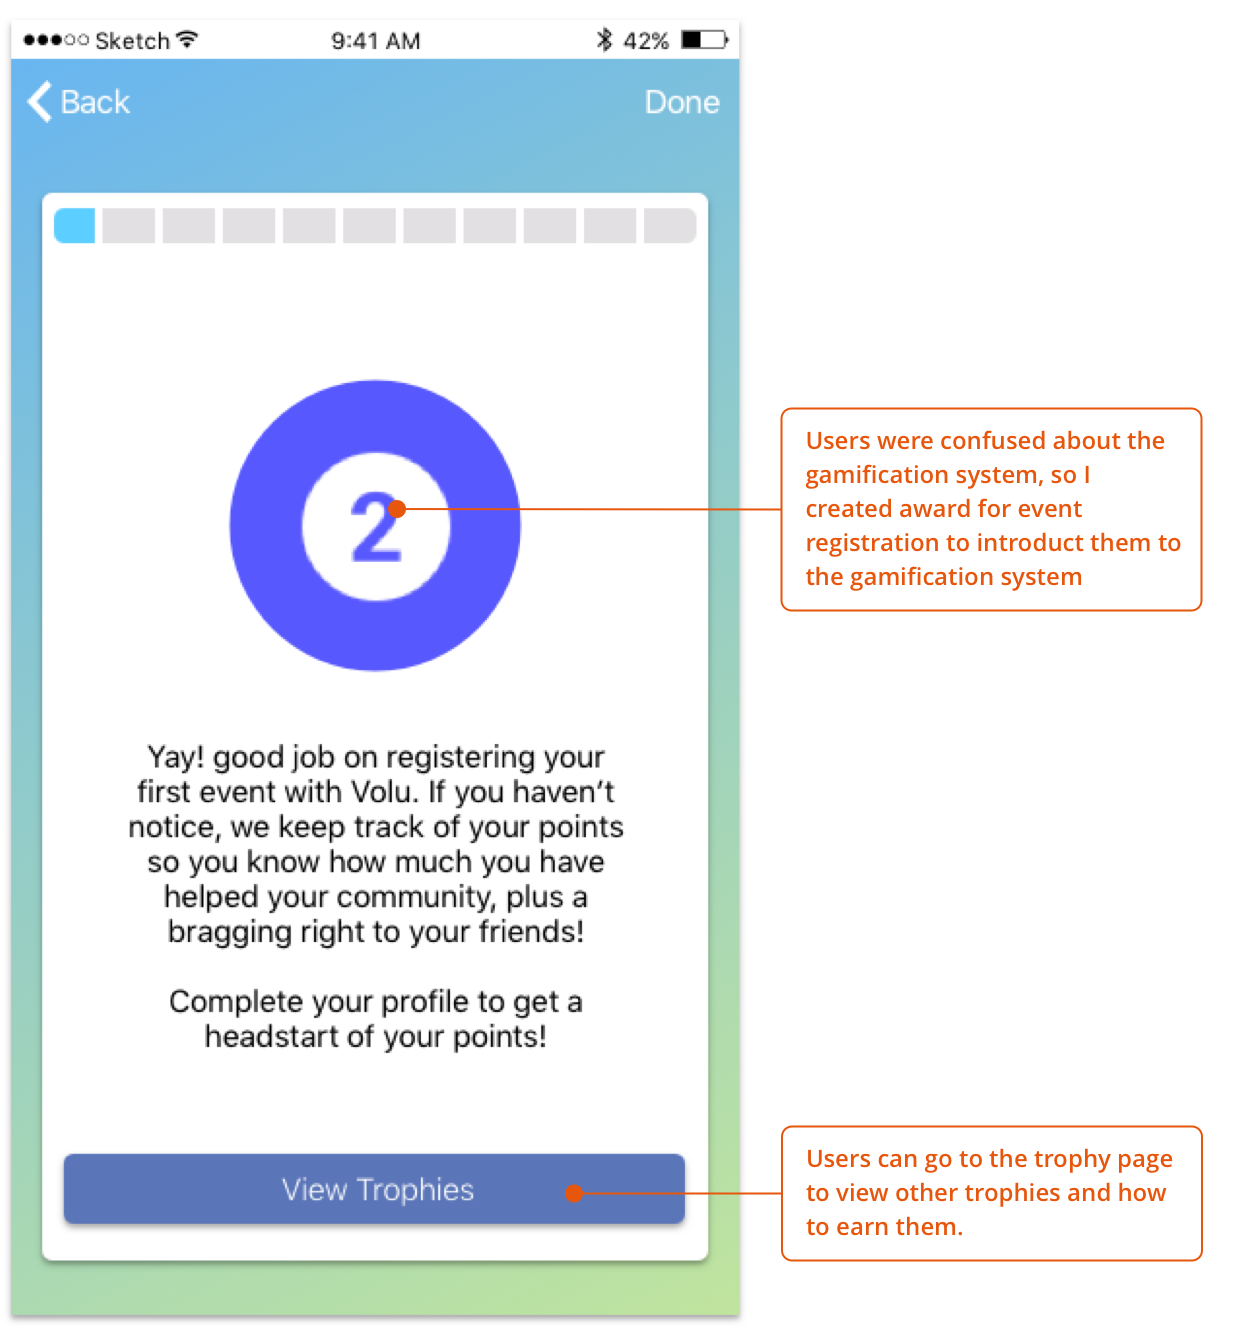 Sketch 9:41 AM 42%
Back Done
2
Users were confused about the
gamification system, so I
created award for event
registration to introduct them to
the gamification system
Yay! good job on registering your
first event with Volu. If you haven’t
notice, we keep track of your points
so you know how much you have
helped your community, plus a
bragging right to your friends!
Complete your profile to get a
headstart of your points!
View Trophies
Users can go to the trophy page
to view other trophies and how
to earn them.